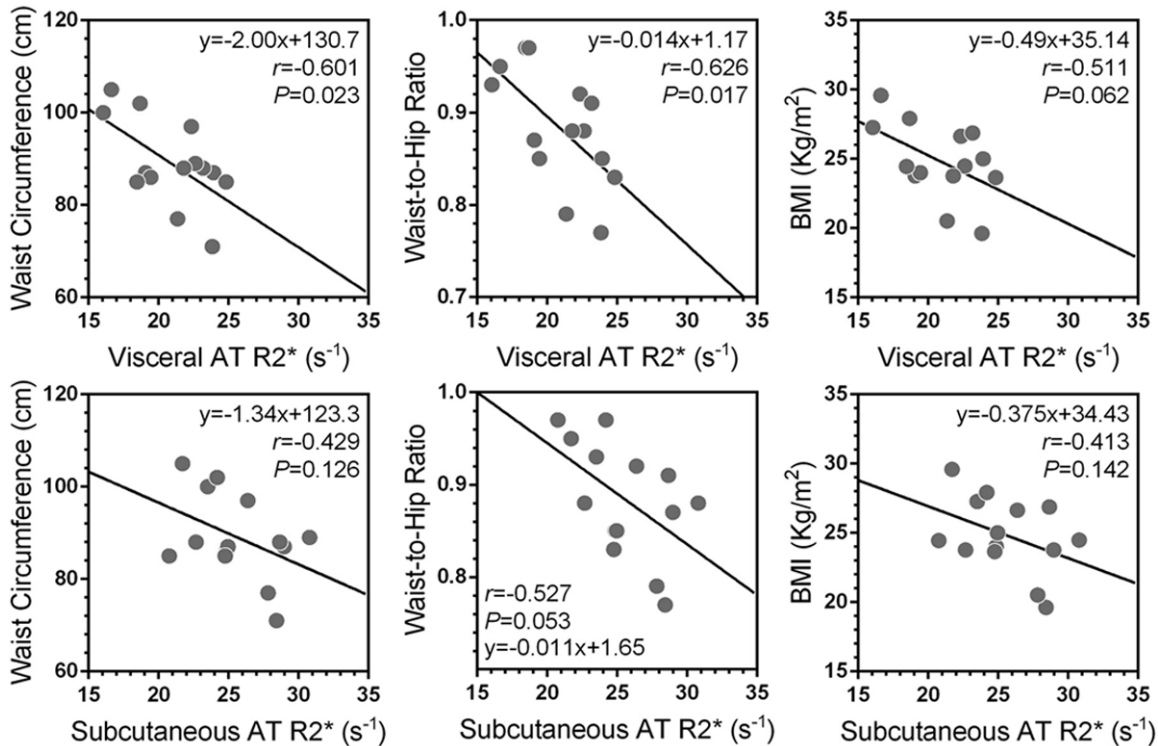 Waist Circumference (cm)
120
100
80
60
y=-2.00x+130.7
r=-0.601
P=0.023
15 20 25 30 35
Visceral AT R2* (s⁻¹)
Waist-to-Hip Ratio
1.0
0.9
0.8
0.7
y=-0.014x+1.17
r=-0.626
P=0.017
15 20 25 30 35
Visceral AT R2* (s⁻¹)
BMI (Kg/m²)
35
30
25
20
15
y=-0.49x+35.14
r=-0.511
P=0.062
15 20 25 30 35
Visceral AT R2* (s⁻¹)
Waist Circumference (cm)
120
100
80
60
y=-1.34x+123.3
r=-0.429
P=0.126
15 20 25 30 35
Subcutaneous AT R2* (s⁻¹)
Waist-to-Hip Ratio
1.0
0.9
0.8
r=-0.527
P=0.053
y=-0.011x+1.65
15 20 25 30 35
Subcutaneous AT R2* (s⁻¹)
BMI (Kg/m²)
35
30
25
20
15
y=-0.375x+34.43
r=-0.413
P=0.142
15 20 25 30 35
Subcutaneous AT R2* (s⁻¹)